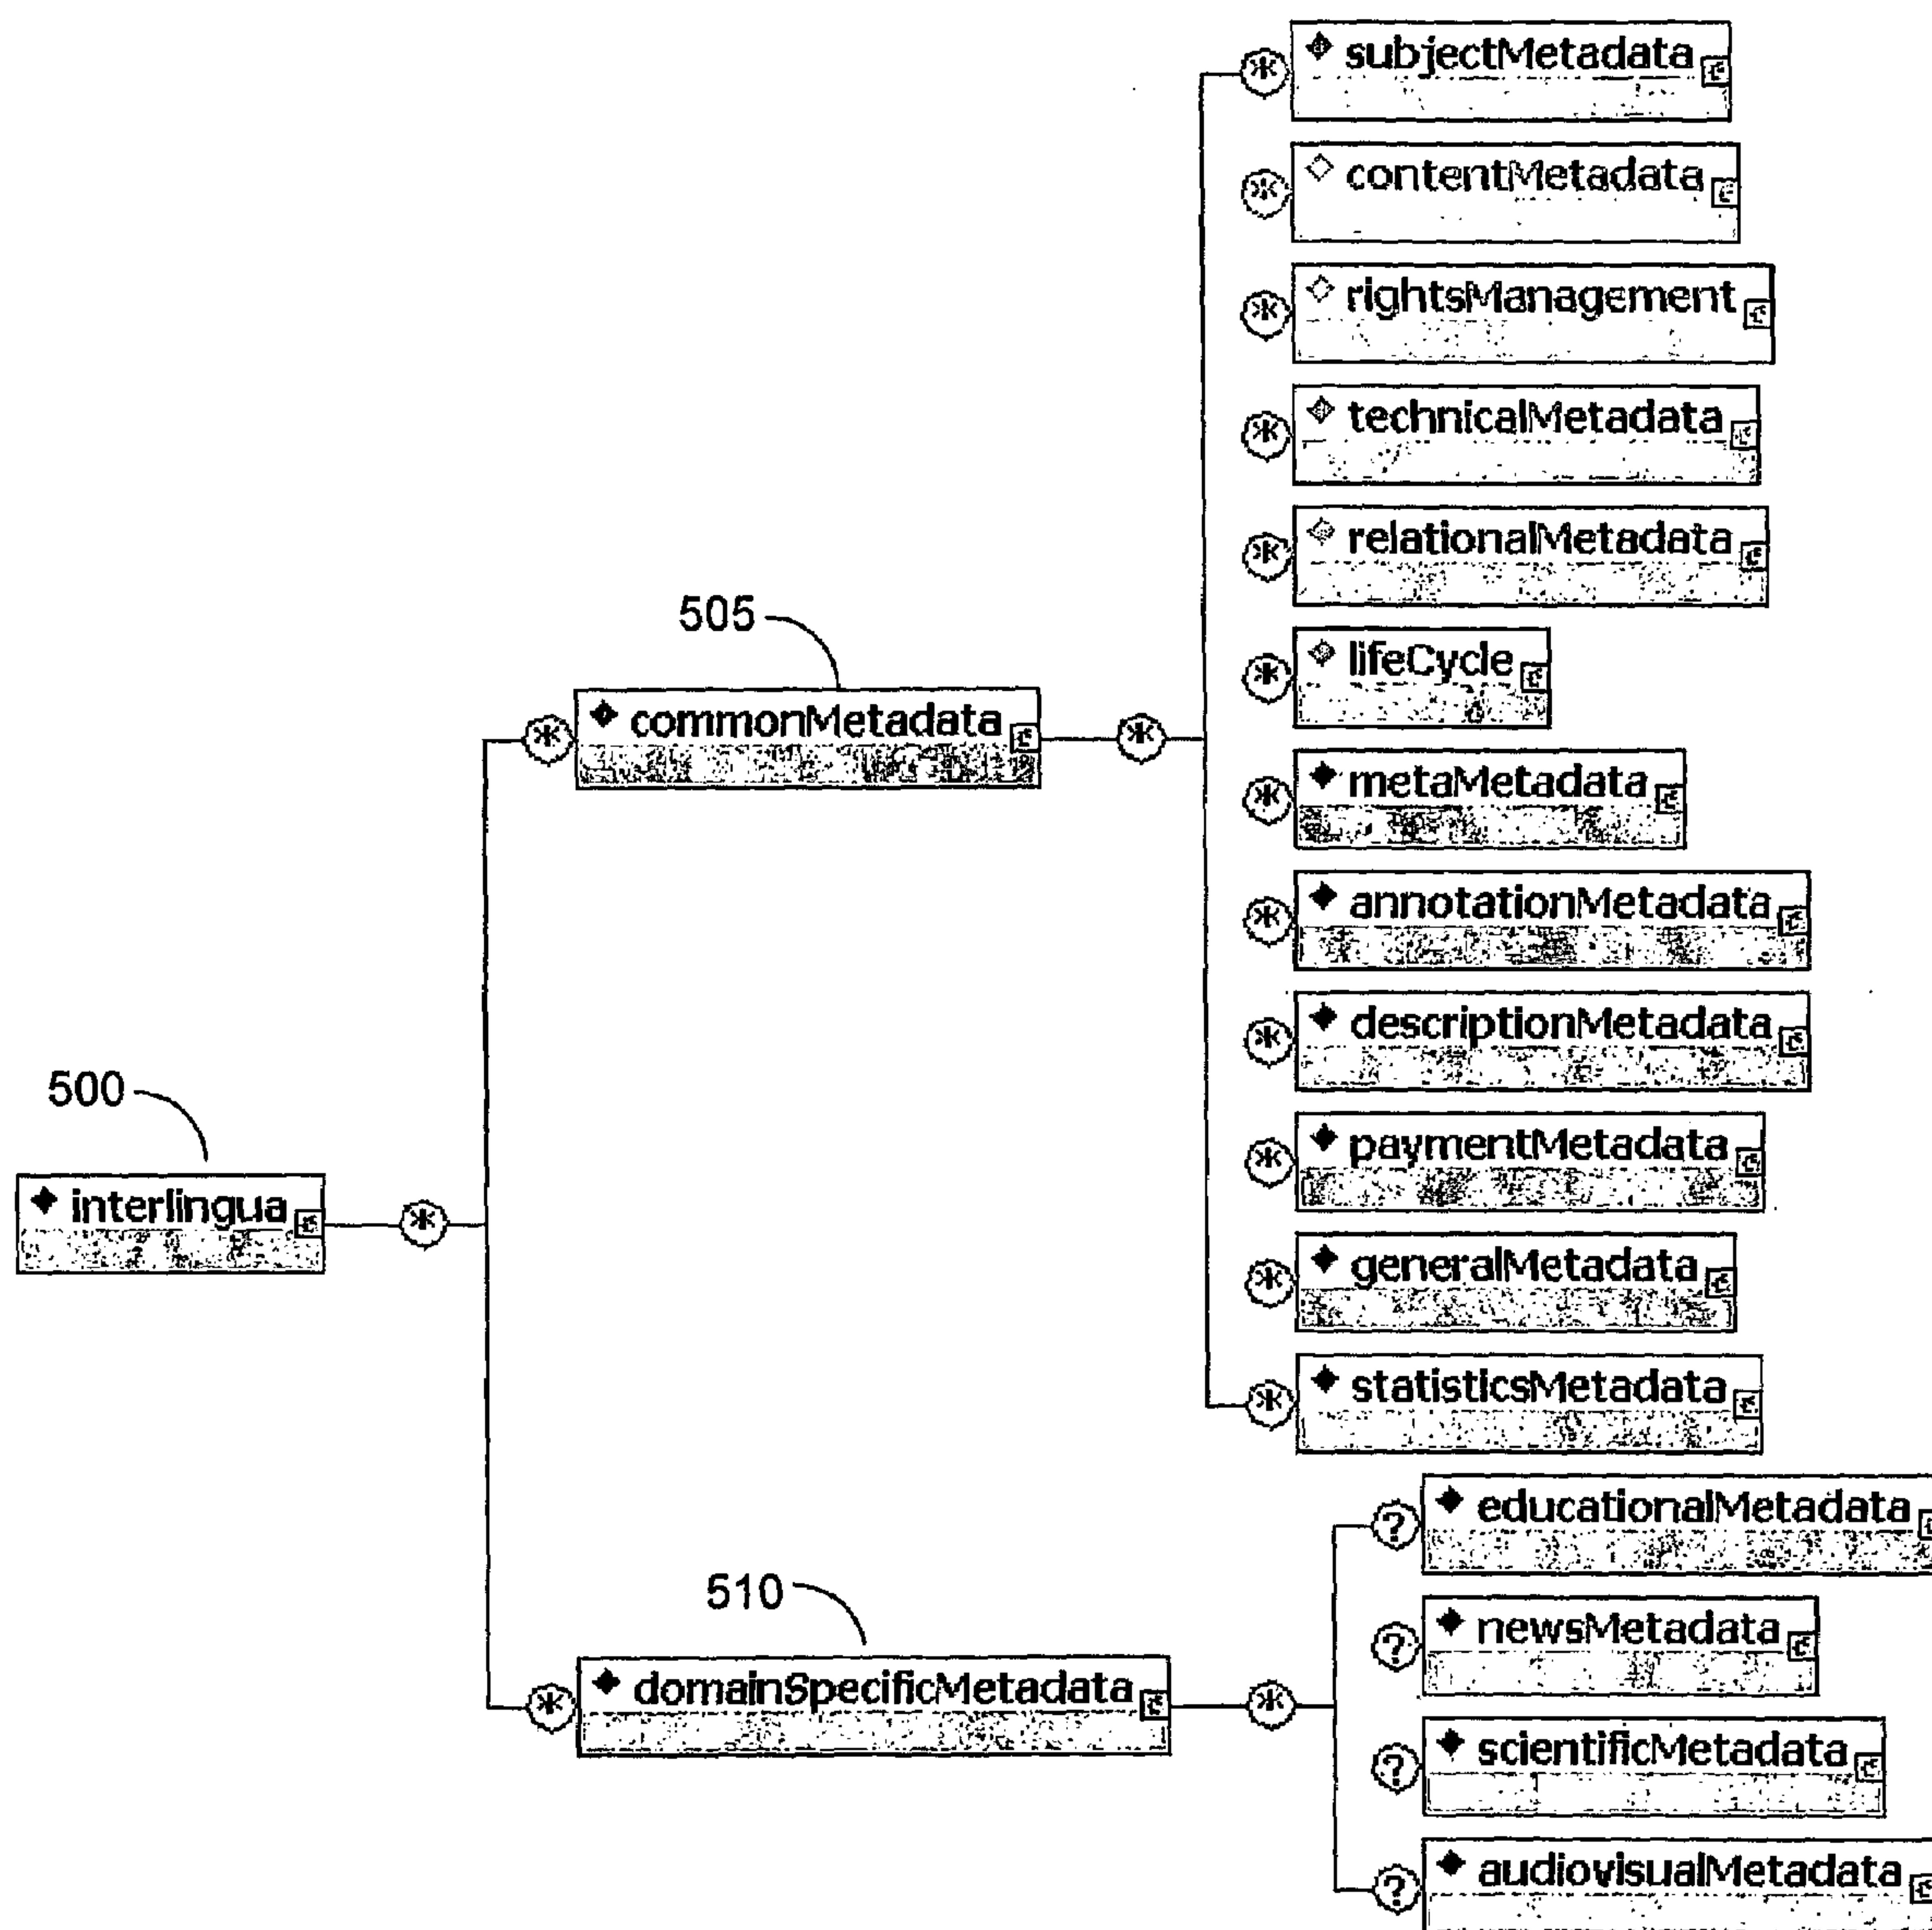 subjectMetadata
contentMetadata
rightsManagement
technicalMetadata
relationalMetadata
505
lifeCycle
commonMetadata
metaMetadata
annotationMetadata
descriptionMetadata
500
paymentMetadata
interlingua
generalMetadata
statisticsMetadata
educationalMetadata
510
newsMetadata
domainSpecificMetadata
scientificMetadata
audiovisualMetadata